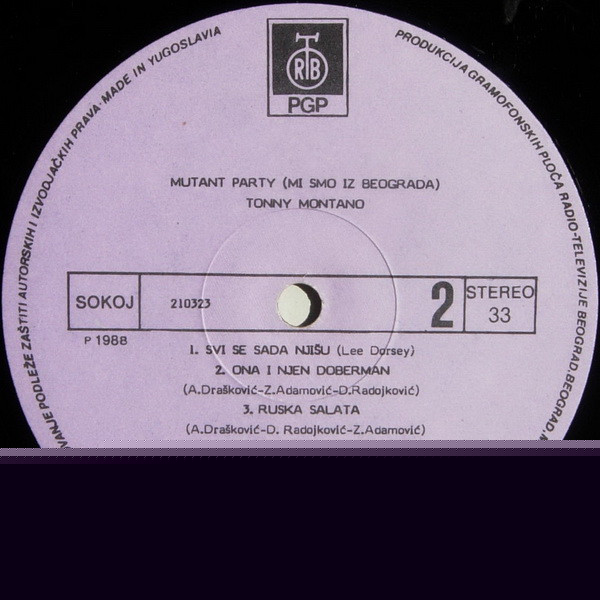 OVANJE PODLEŽE ZAŠTITI AUTORSKIH I IZVODJAČKIH PRAVA·MADE IN YUGOSLAVIA
PRODUKCIJA GRAMOFONSKIH PLOČA RADIO-TELEVIZIJE BEOGRAD, BEOGRAD,
RTB
PGP
MUTANT PARTY (MI SMO IZ BEOGRADA)
TONNY MONTANO
SOKOJ 210323 2 STEREO 33
P 1988
1. SVI SE SADA NJIŠU (Lee Dorsey)
2. ONA I NJEN DOBERMAN
(A.Drašković-Z.Adamović-D.Radojković)
3. RUSKA SALATA
(A.Drašković-D. Radojković-Z.Adamović)